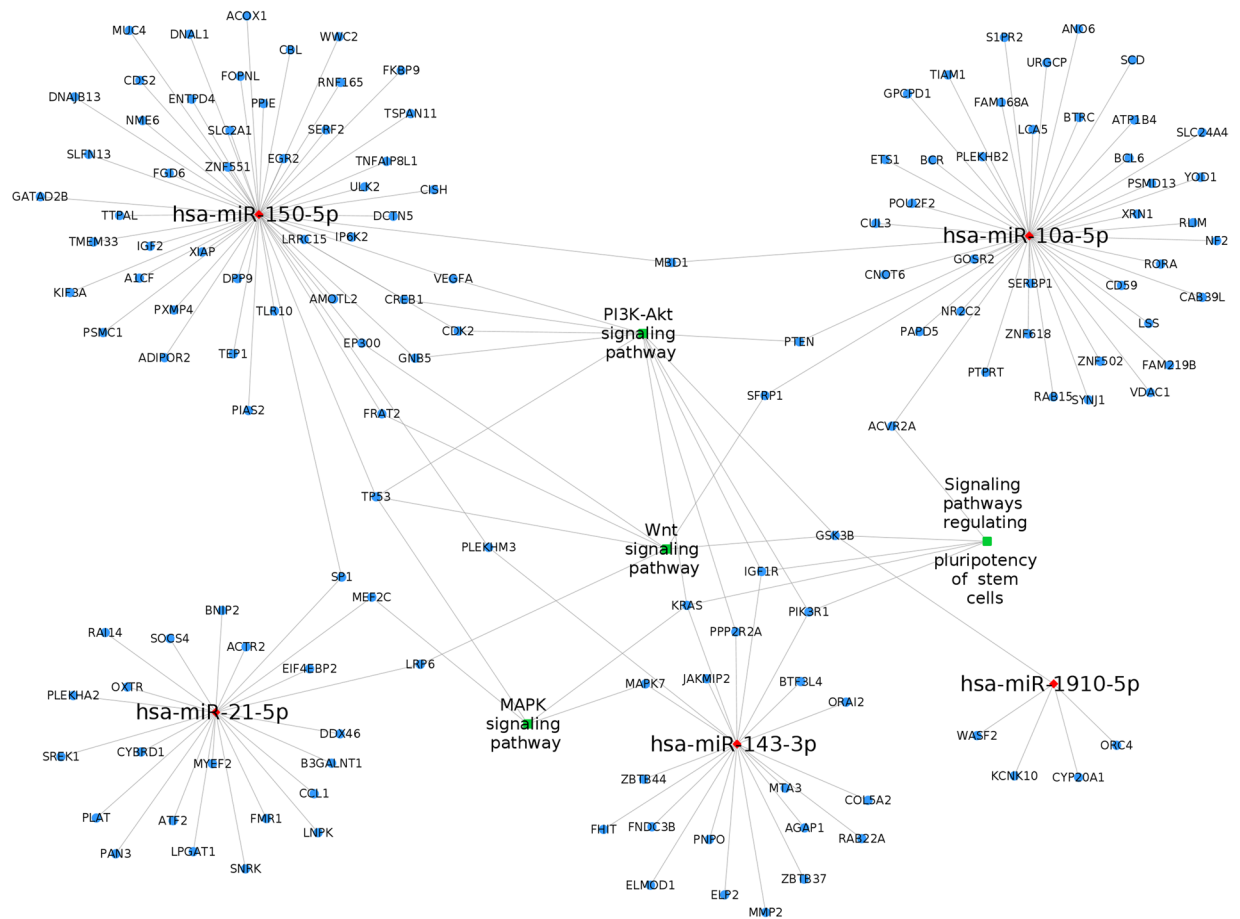 ACOX1
MUC4
DNAL1
WWC2
CBL
FKBP9
FOPNL
CDS2
RNF165
DNAJB13
ENTPD4
PPIE
TSPAN11
NME6
SLC2A1
SERF2
SLFN13
EGR2
TNFAIP8L1
ZNF551
FGD6
ULK2
CISH
GATAD2B
hsa-miR-150-5p
TTPAL
DCTN5
TMEM33
IGF2
XIAP
LRRC15
IP6K2
KIF3A
A1CF
DPP9
VEGFA
PXMP4
TLR10
AMOTL2
CREB1
PSMC1
CDK2
ADIPOR2
TEP1
EP300
GNB5
PIAS2
FRAT2
MBD1
PI3K-Akt
signaling
pathway
PTEN
SFRP1
ANO6
S1PR2
URGCP
SCD
TIAM1
GPCPD1
FAM168A
BTRC
ATP1B4
LCA5
SLC24A4
ETS1
BCR
PLEKHB2
BCL6
PSMD13
YOD1
POU2F2
XRN1
CUL3
RLIM
hsa-miR-10a-5p
NF2
GOSR2
RORA
CNOT6
SERBP1
CD59
CAB39L
NR2C2
LSS
PAPD5
ZNF618
ZNF502
FAM219B
PTPRT
RAB15
SYNJ1
VDAC1
ACVR2A
TP53
Signaling
pathways
regulating
pluripotency
of stem
cells
Wnt
signaling
pathway
GSK3B
PLEKHM3
IGF1R
SP1
MEF2C
KRAS
PIK3R1
BNIP2
PPP2R2A
RAI14
SOCS4
ACTR2
EIF4EBP2
LRP6
OXTR
PLEKHA2
hsa-miR-21-5p
DDX46
SREK1
CYBRD1
MYEF2
B3GALNT1
CCL1
PLAT
ATF2
FMR1
LNPK
PAN3
LPGAT1
SNRK
MAPK
signaling
pathway
MAPK7
JAKMIP2
BTF3L4
ORAI2
hsa-miR-143-3p
ZBTB44
MTA3
COL5A2
FHIT
FNDC3B
PNPO
AGAP1
RAB22A
ELMOD1
ELP2
ZBTB37
MMP2
hsa-miR-1910-5p
WASF2
ORC4
KCNK10
CYP20A1